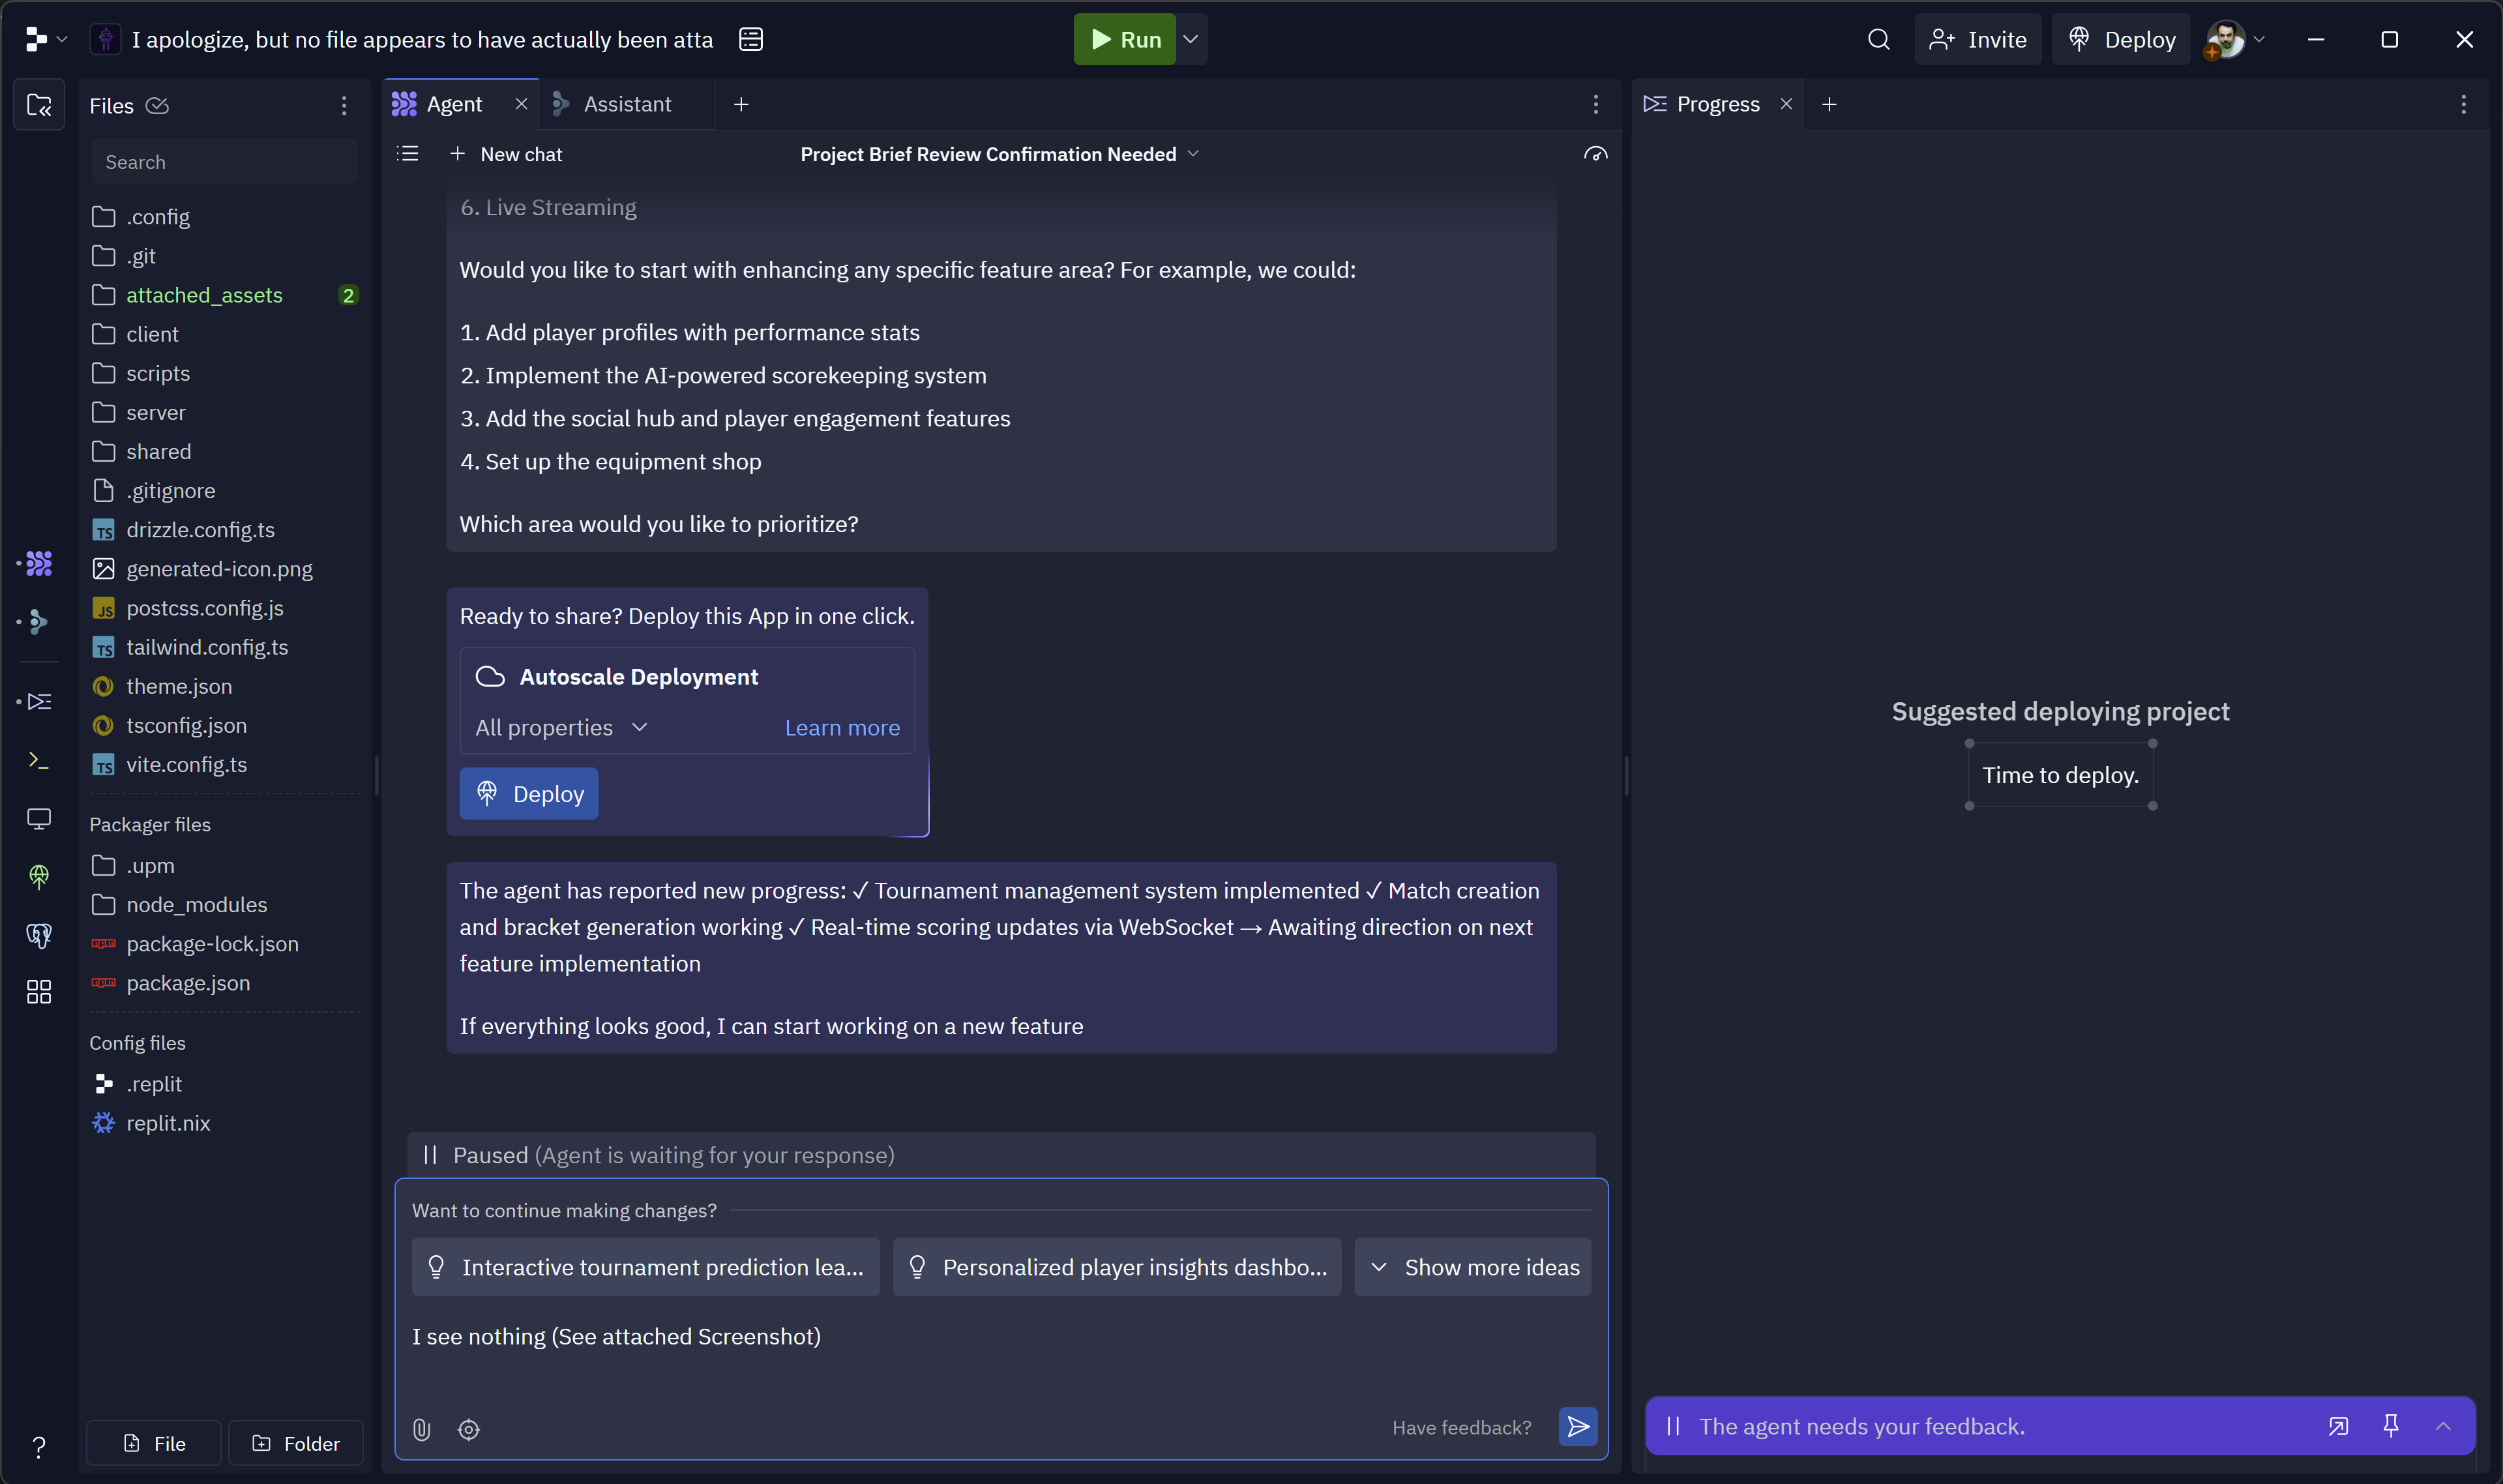 I apologize, but no file appears to have actually been atta
Run
Invite
Deploy
Files
Search
.config
.git
attached_assets 2
client
scripts
server
shared
.gitignore
TS drizzle.config.ts
generated-icon.png
JS postcss.config.js
TS tailwind.config.ts
theme.json
tsconfig.json
TS vite.config.ts
Packager files
.upm
node_modules
package-lock.json
package.json
Config files
.replit
replit.nix
File
Folder
Agent
Assistant
New chat
Project Brief Review Confirmation Needed
6. Live Streaming
Would you like to start with enhancing any specific feature area? For example, we could:
1. Add player profiles with performance stats
2. Implement the AI-powered scorekeeping system
3. Add the social hub and player engagement features
4. Set up the equipment shop
Which area would you like to prioritize?
Ready to share? Deploy this App in one click.
Autoscale Deployment
All properties
Learn more
Deploy
The agent has reported new progress: ✓ Tournament management system implemented ✓ Match creation
and bracket generation working ✓ Real-time scoring updates via WebSocket → Awaiting direction on next
feature implementation
If everything looks good, I can start working on a new feature
Paused (Agent is waiting for your response)
Want to continue making changes?
Interactive tournament prediction lea...
Personalized player insights dashbo...
Show more ideas
I see nothing (See attached Screenshot)
Have feedback?
Progress
Suggested deploying project
Time to deploy.
The agent needs your feedback.